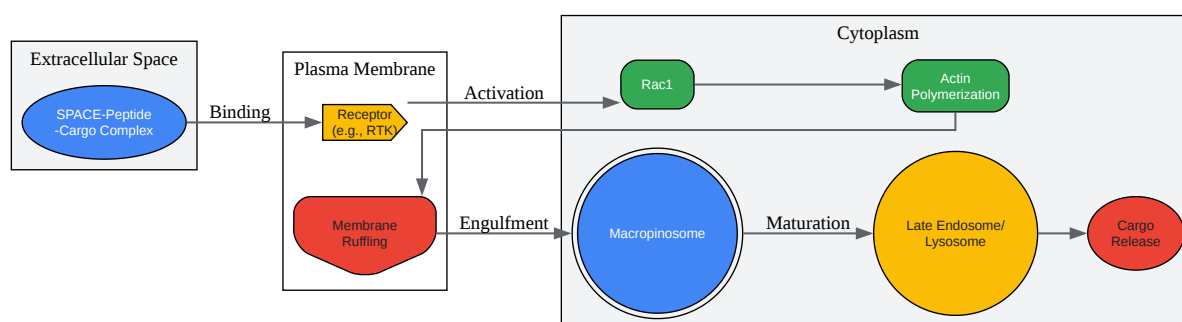 Extracellular Space
SPACE-Peptide
-Cargo Complex
Binding
Plasma Membrane
Receptor
(e.g., RTK)
Activation
Cytoplasm
Rac1
Actin
Polymerization
Membrane
Ruffling
Engulfment
Macropinosome
Maturation
Late Endosome/
Lysosome
Cargo
Release